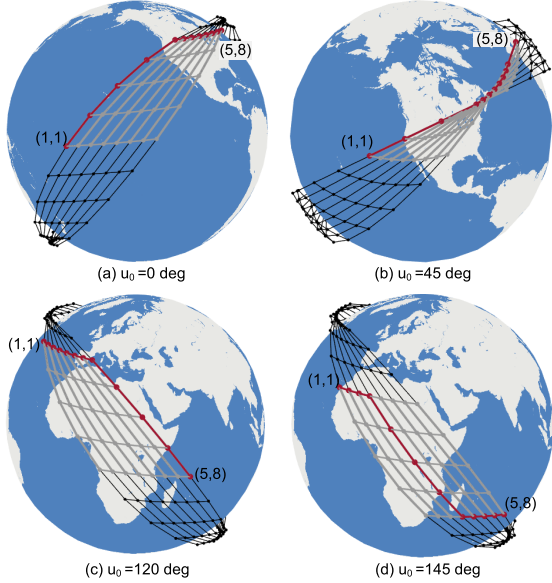 (1,1)
(5,8)
(a) u₀ =0 deg
(1,1)
(5,8)
(b) u₀ =45 deg
(1,1)
(5,8)
(c) u₀ =120 deg
(1,1)
(5,8)
(d) u₀ =145 deg